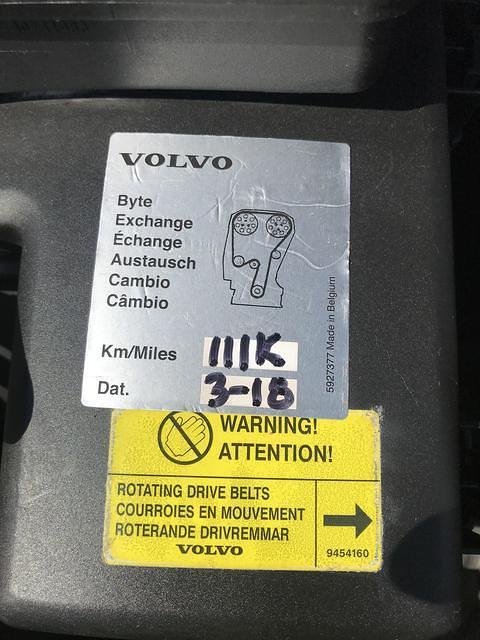 VOLVO
Byte
Exchange
Échange
Austausch
Cambio
Câmbio
Km/Miles 111K
Dat. 3-18
5927377 Made in Belgium
WARNING!
ATTENTION!
ROTATING DRIVE BELTS
COURROIES EN MOUVEMENT
ROTERANDE DRIVREMMAR
VOLVO
9454160